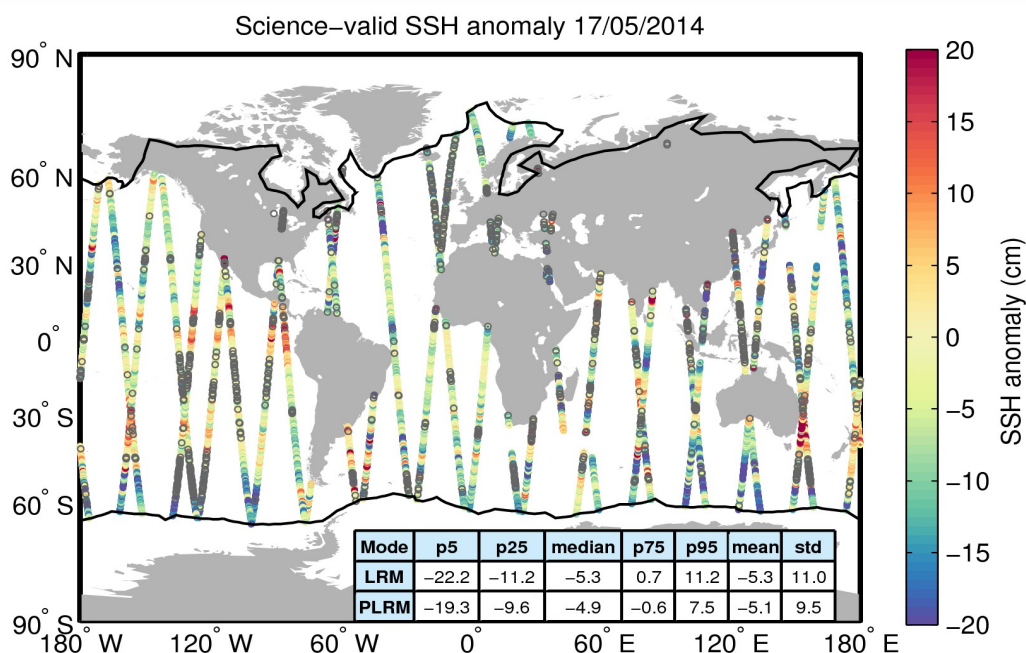 Science−valid SSH anomaly 17/05/2014
90° N
60° N
30° N
0°
30° S
60° S
90° S
180° W
120° W
60° W
0°
60° E
120° E
180° E
Mode p5 p25 median p75 p95 mean std
LRM −22.2 −11.2 −5.3 0.7 11.2 −5.3 11.0
PLRM −19.3 −9.6 −4.9 −0.6 7.5 −5.1 9.5
20
15
10
5
0
−5
−10
−15
−20
SSH anomaly (cm)